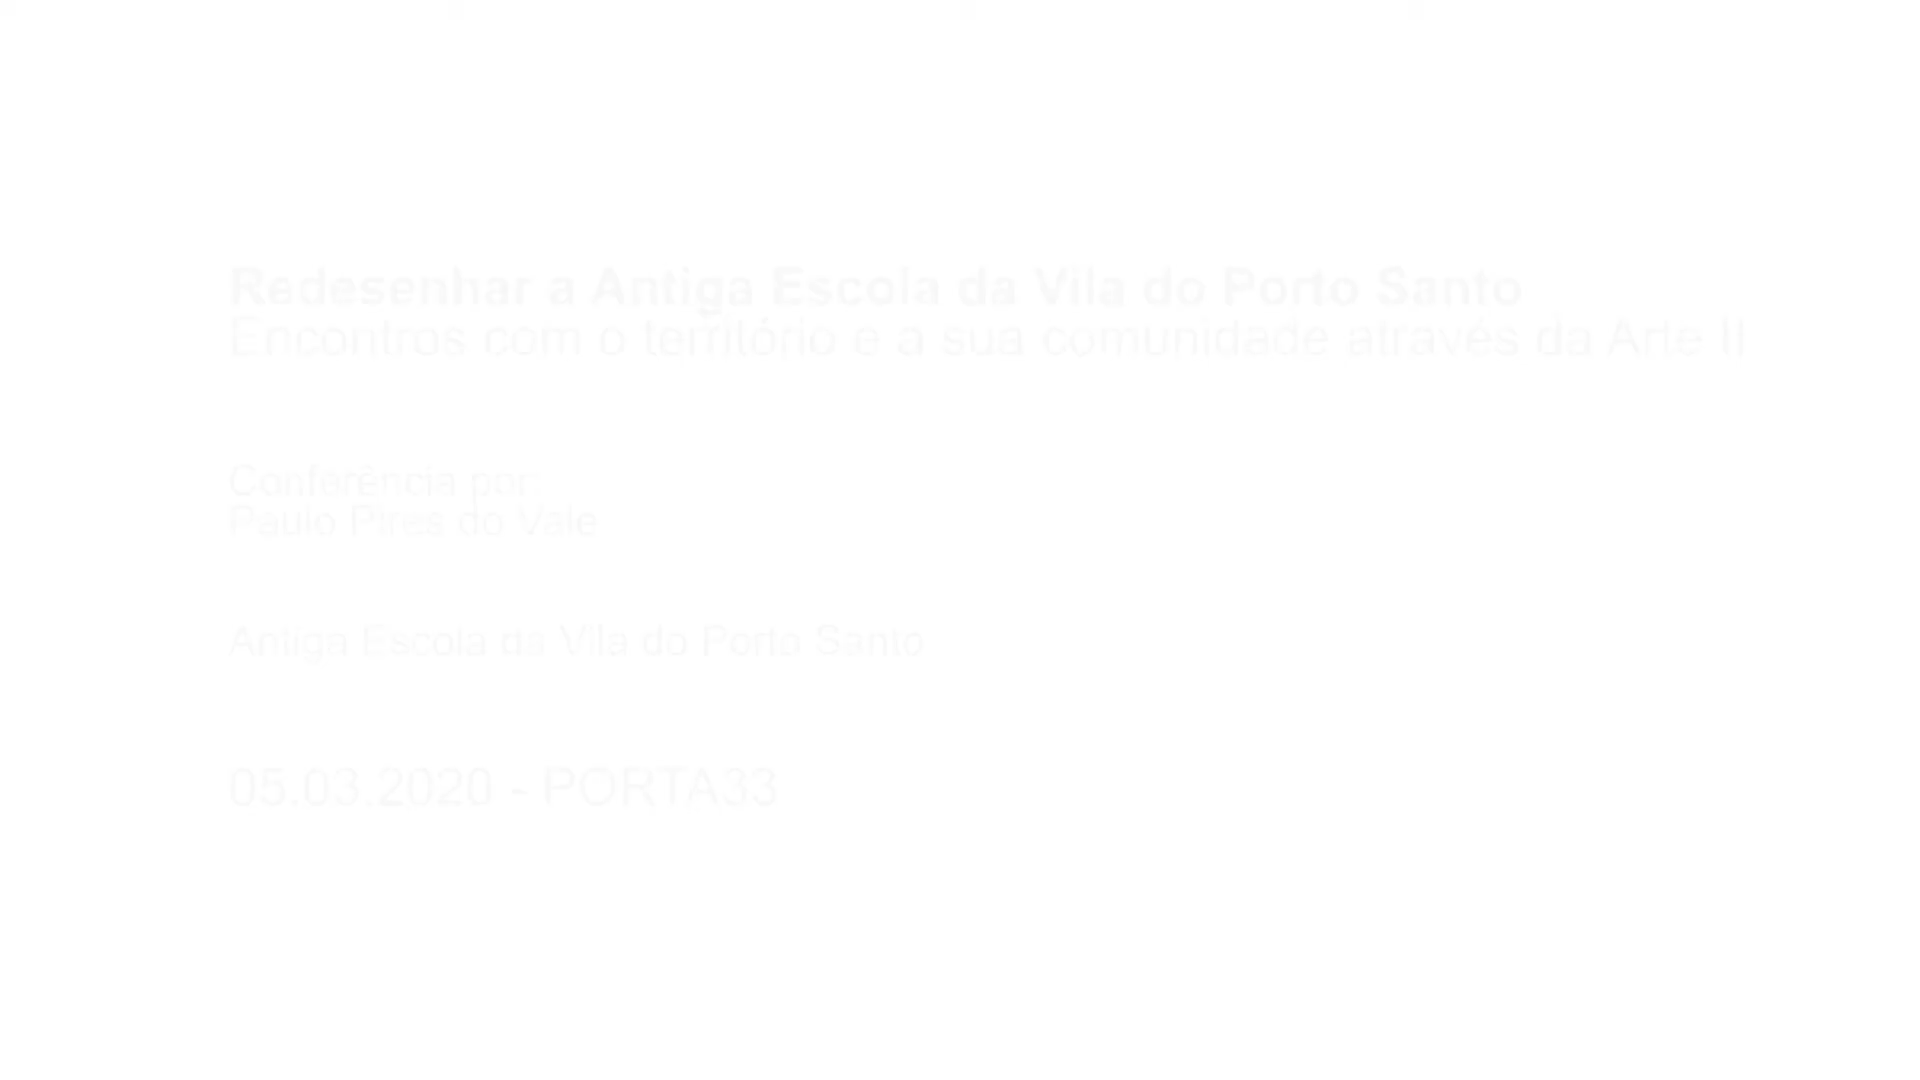 Redesenhar a Antiga Escola da Vila do Porto Santo
Encontros com o território e a sua comunidade através da Arte II
Conferência por:
Paulo Pires do Vale
Antiga Escola da Vila do Porto Santo
05.03.2020 - PORTA33